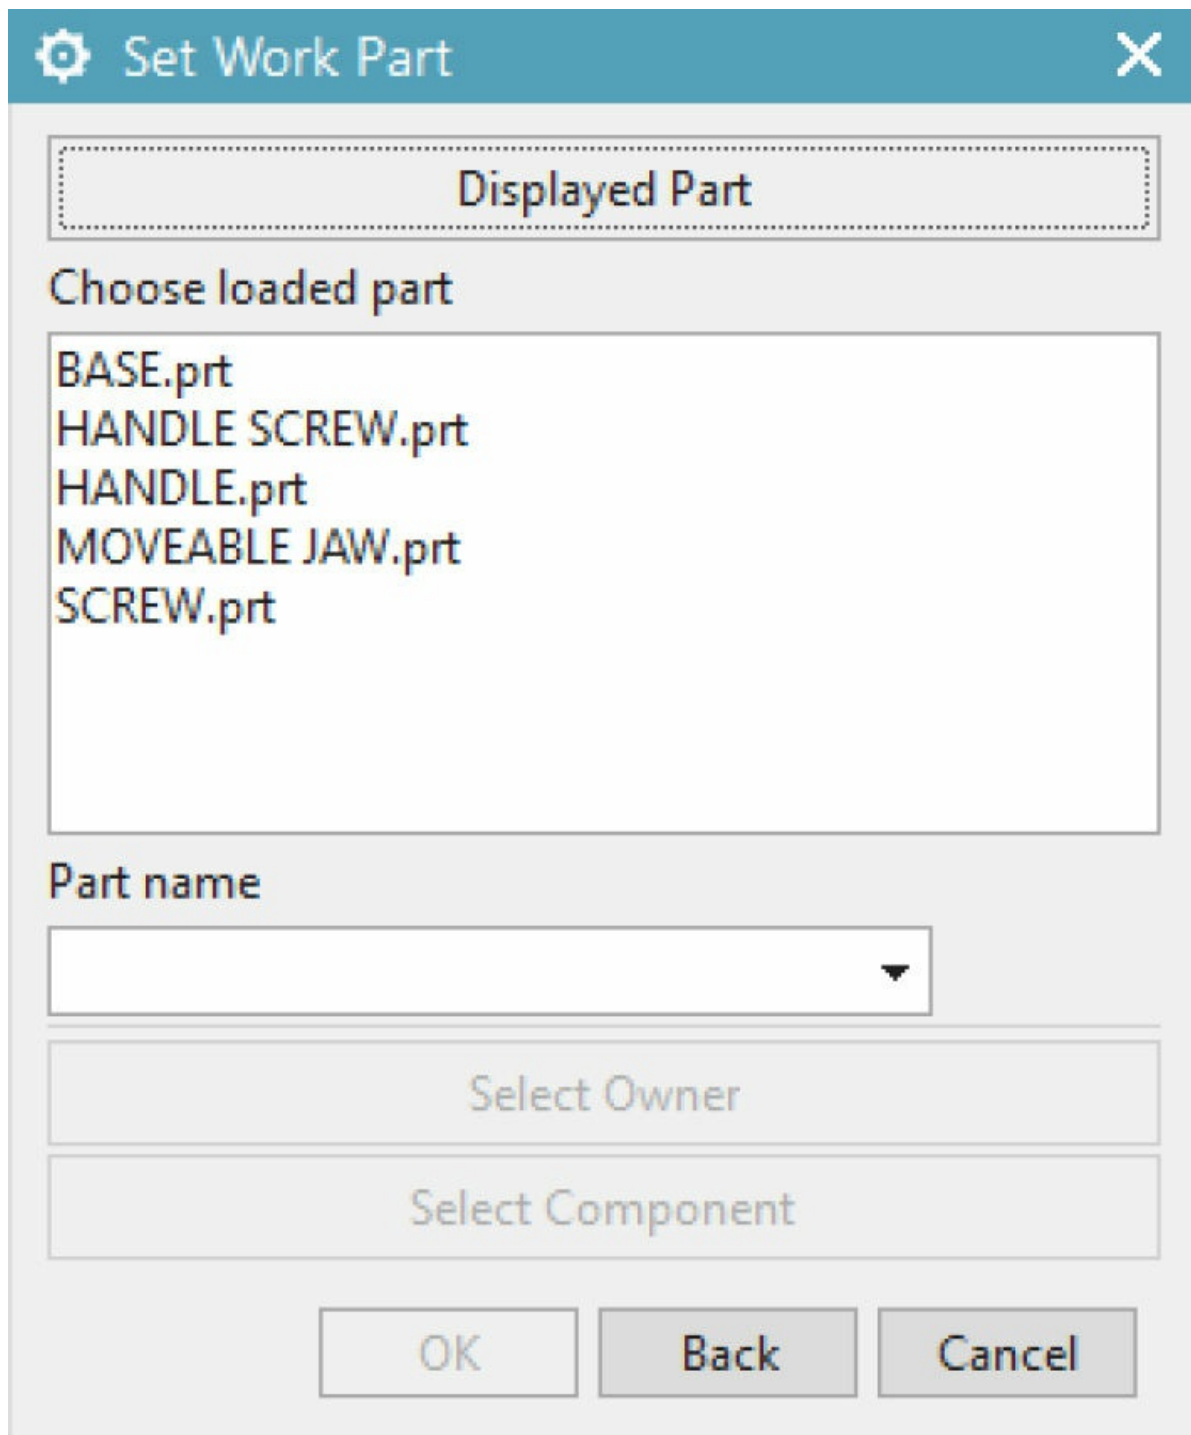 Set Work Part
Displayed Part
Choose loaded part
BASE.prt
HANDLE SCREW.prt
HANDLE.prt
MOVEABLE JAW.prt
SCREW.prt
Part name
Select Owner
Select Component
OK Back Cancel